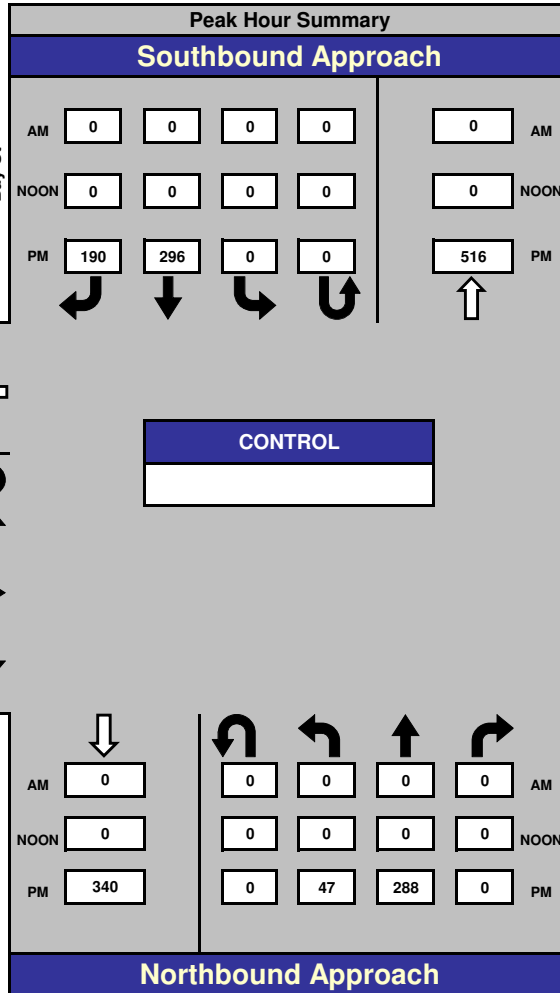 Peak Hour Summary
Southbound Approach
AM 0 0 0 0 0 AM
NOON 0 0 0 0 0 NOON
PM 190 296 0 0 516 PM
CONTROL
AM 0 0 0 0 0 AM
NOON 0 0 0 0 0 NOON
PM 340 0 47 288 0 PM
Northbound Approach